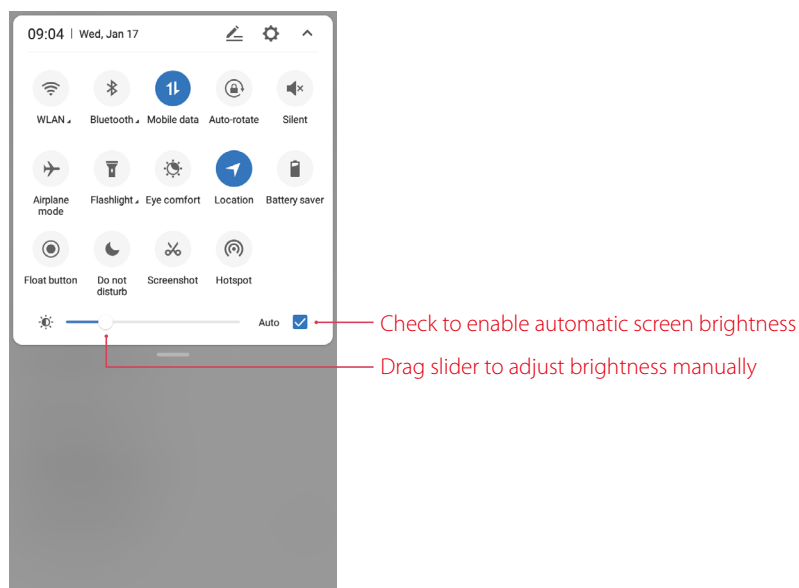 09:04 | Wed, Jan 17
WLAN Bluetooth Mobile data Auto-rotate Silent
Airplane mode Flashlight Eye comfort Location Battery saver
Float button Do not disturb Screenshot Hotspot
Auto
Check to enable automatic screen brightness
Drag slider to adjust brightness manually